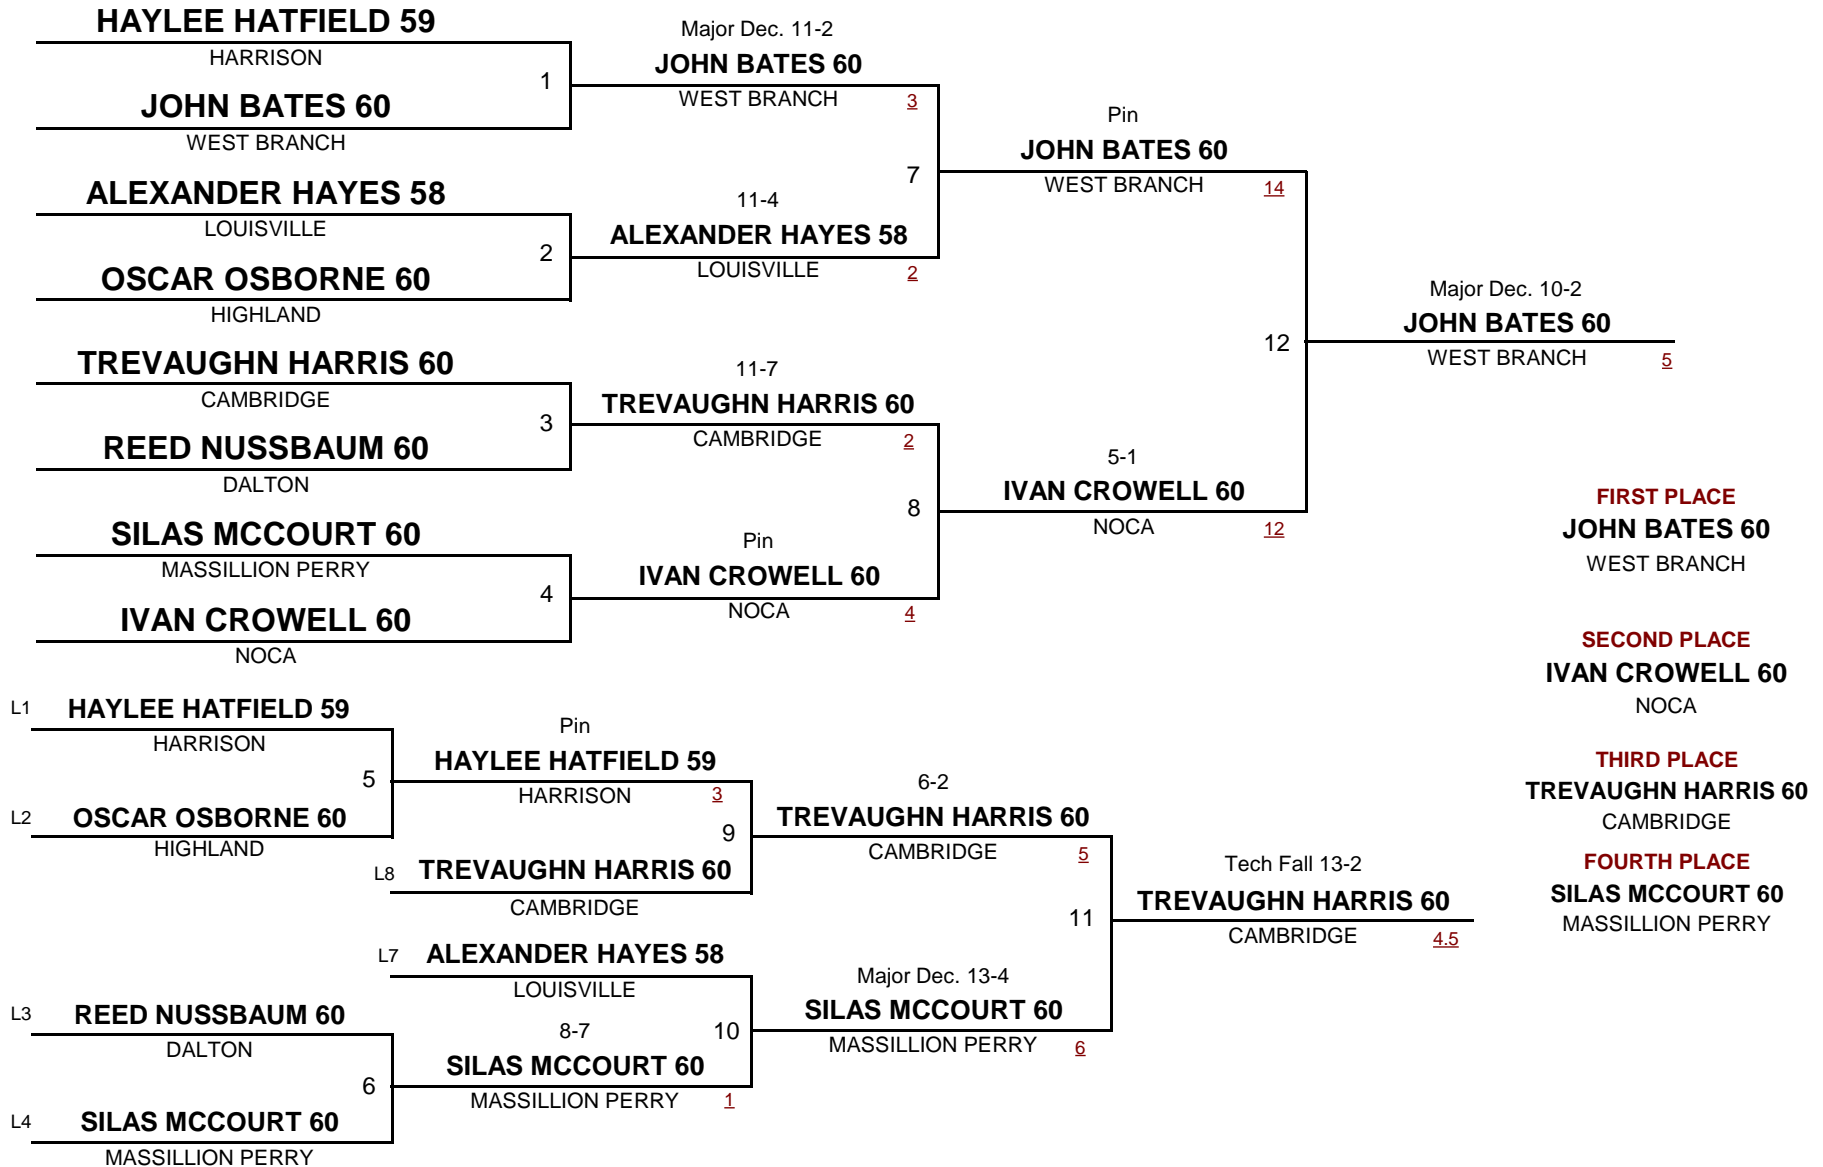 HAYLEE HATFIELD 59
HARRISON
1
JOHN BATES 60
WEST BRANCH
ALEXANDER HAYES 58
LOUISVILLE
2
OSCAR OSBORNE 60
HIGHLAND
TREVAUGHN HARRIS 60
CAMBRIDGE
3
REED NUSSBAUM 60
DALTON
SILAS MCCOURT 60
MASSILLION PERRY
4
IVAN CROWELL 60
NOCA
Major Dec. 11-2
JOHN BATES 60
WEST BRANCH 3
7
11-4
ALEXANDER HAYES 58
LOUISVILLE 2
11-7
TREVAUGHN HARRIS 60
CAMBRIDGE 2
8
Pin
IVAN CROWELL 60
NOCA 4
Pin
JOHN BATES 60
WEST BRANCH 14
12
5-1
IVAN CROWELL 60
NOCA 12
Major Dec. 10-2
JOHN BATES 60
WEST BRANCH 5
FIRST PLACE
JOHN BATES 60
WEST BRANCH
SECOND PLACE
IVAN CROWELL 60
NOCA
THIRD PLACE
TREVAUGHN HARRIS 60
CAMBRIDGE
FOURTH PLACE
SILAS MCCOURT 60
MASSILLION PERRY
L1 HAYLEE HATFIELD 59
HARRISON
5
L2 OSCAR OSBORNE 60
HIGHLAND
L3 REED NUSSBAUM 60
DALTON
6
L4 SILAS MCCOURT 60
MASSILLION PERRY
Pin
HAYLEE HATFIELD 59
HARRISON 3
9
L8 TREVAUGHN HARRIS 60
CAMBRIDGE
L7 ALEXANDER HAYES 58
LOUISVILLE
10
8-7
SILAS MCCOURT 60
MASSILLION PERRY 1
6-2
TREVAUGHN HARRIS 60
CAMBRIDGE 5
11
Major Dec. 13-4
SILAS MCCOURT 60
MASSILLION PERRY 6
Tech Fall 13-2
TREVAUGHN HARRIS 60
CAMBRIDGE 4.5